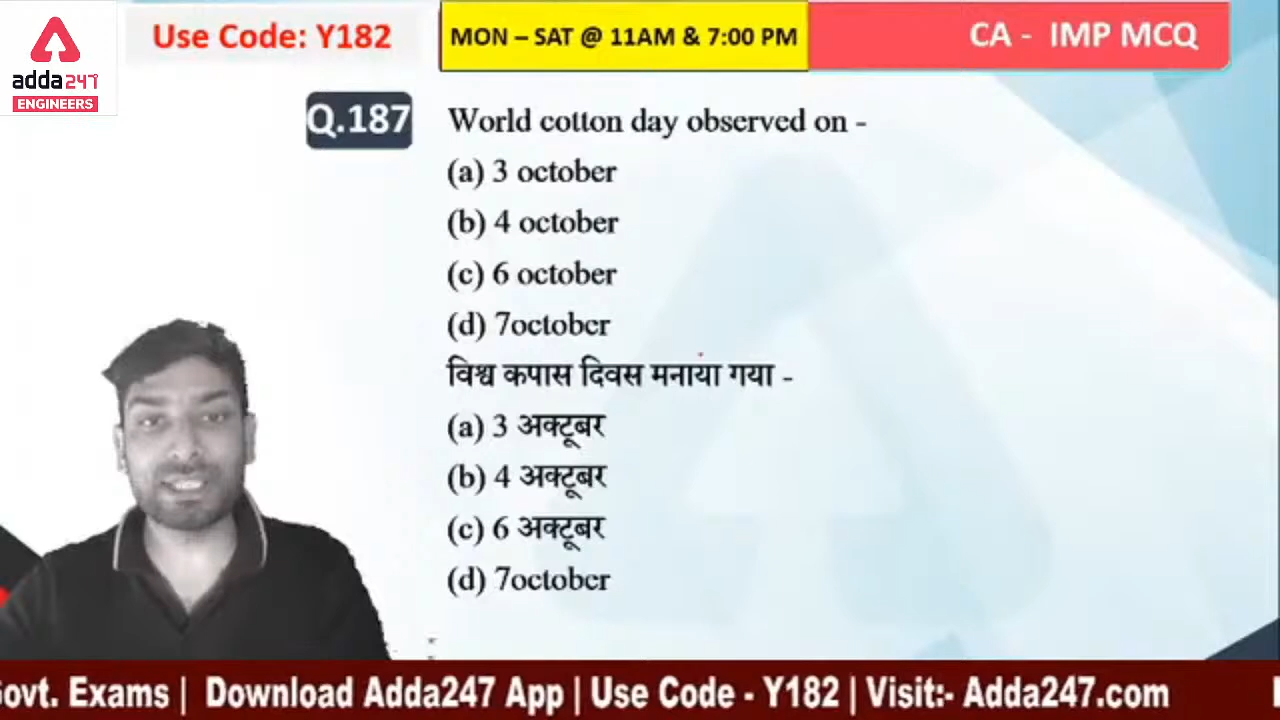 adda247
ENGINEERS
Use Code: Y182
MON – SAT @ 11AM & 7:00 PM
CA - IMP MCQ
Q.187
World cotton day observed on -
(a) 3 october
(b) 4 october
(c) 6 october
(d) 7october
विश्व कपास दिवस मनाया गया -
(a) 3 अक्टूबर
(b) 4 अक्टूबर
(c) 6 अक्टूबर
(d) 7october
Govt. Exams | Download Adda247 App | Use Code - Y182 | Visit:- Adda247.com